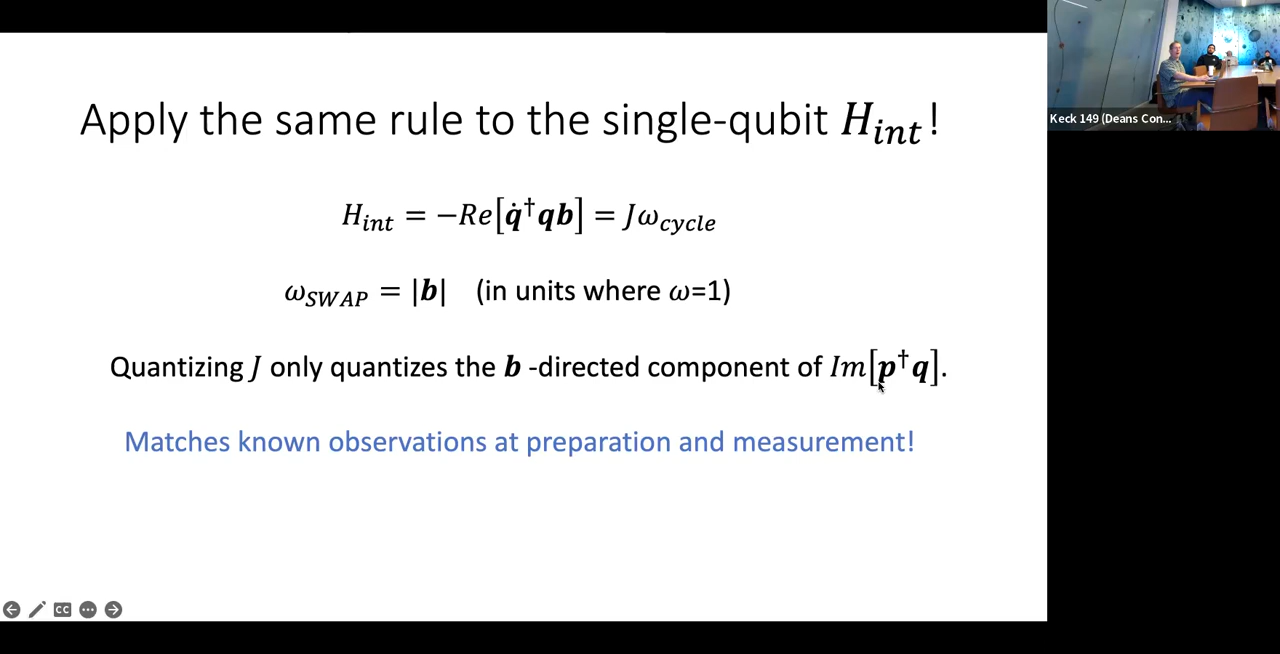 Apply the same rule to the single-qubit H_int!
H_int = −Re[q̇†qb] = Jω_cycle
ω_SWAP = |b| (in units where ω=1)
Quantizing J only quantizes the b -directed component of Im[p†q].
Matches known observations at preparation and measurement!
Keck 149 (Deans Con...
CC